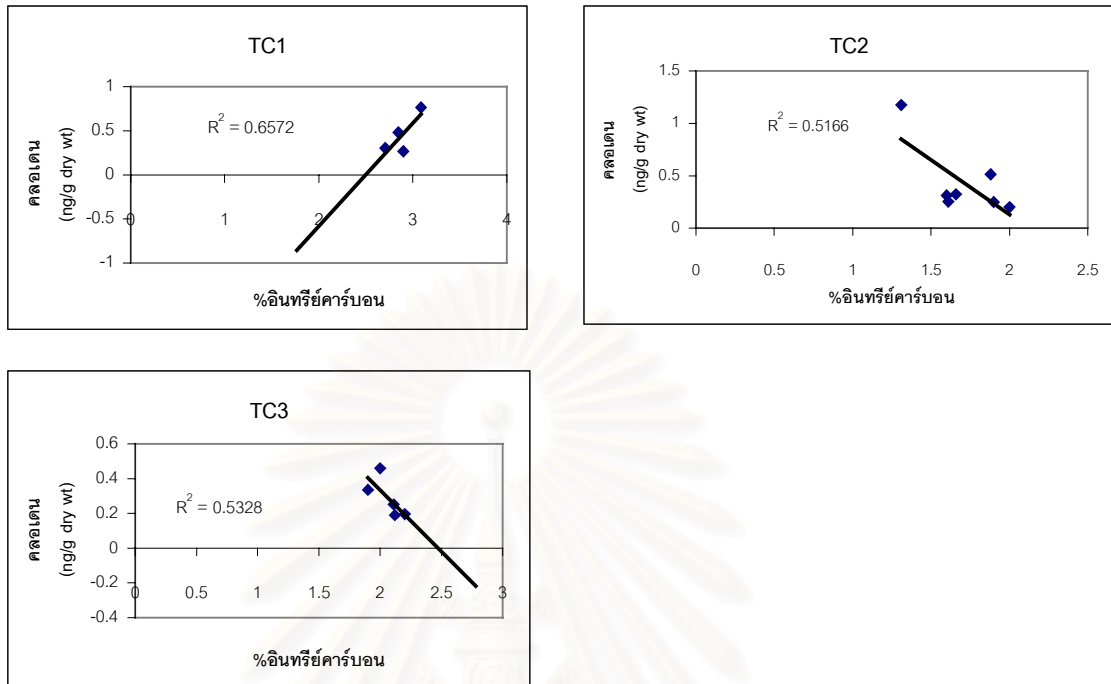 TC1
คลอเดน
(ng/g dry wt)
1
0.5
0
-0.5
-1
R² = 0.6572
0 1 2 3 4
%อินทรีย์คาร์บอน
TC2
คลอเดน
(ng/g dry wt)
1.5
1
0.5
0
R² = 0.5166
0 0.5 1 1.5 2 2.5
%อินทรีย์คาร์บอน
TC3
คลอเดน
(ng/g dry wt)
0.6
0.4
0.2
0
-0.2
-0.4
R² = 0.5328
0 0.5 1 1.5 2 2.5 3
%อินทรีย์คาร์บอน